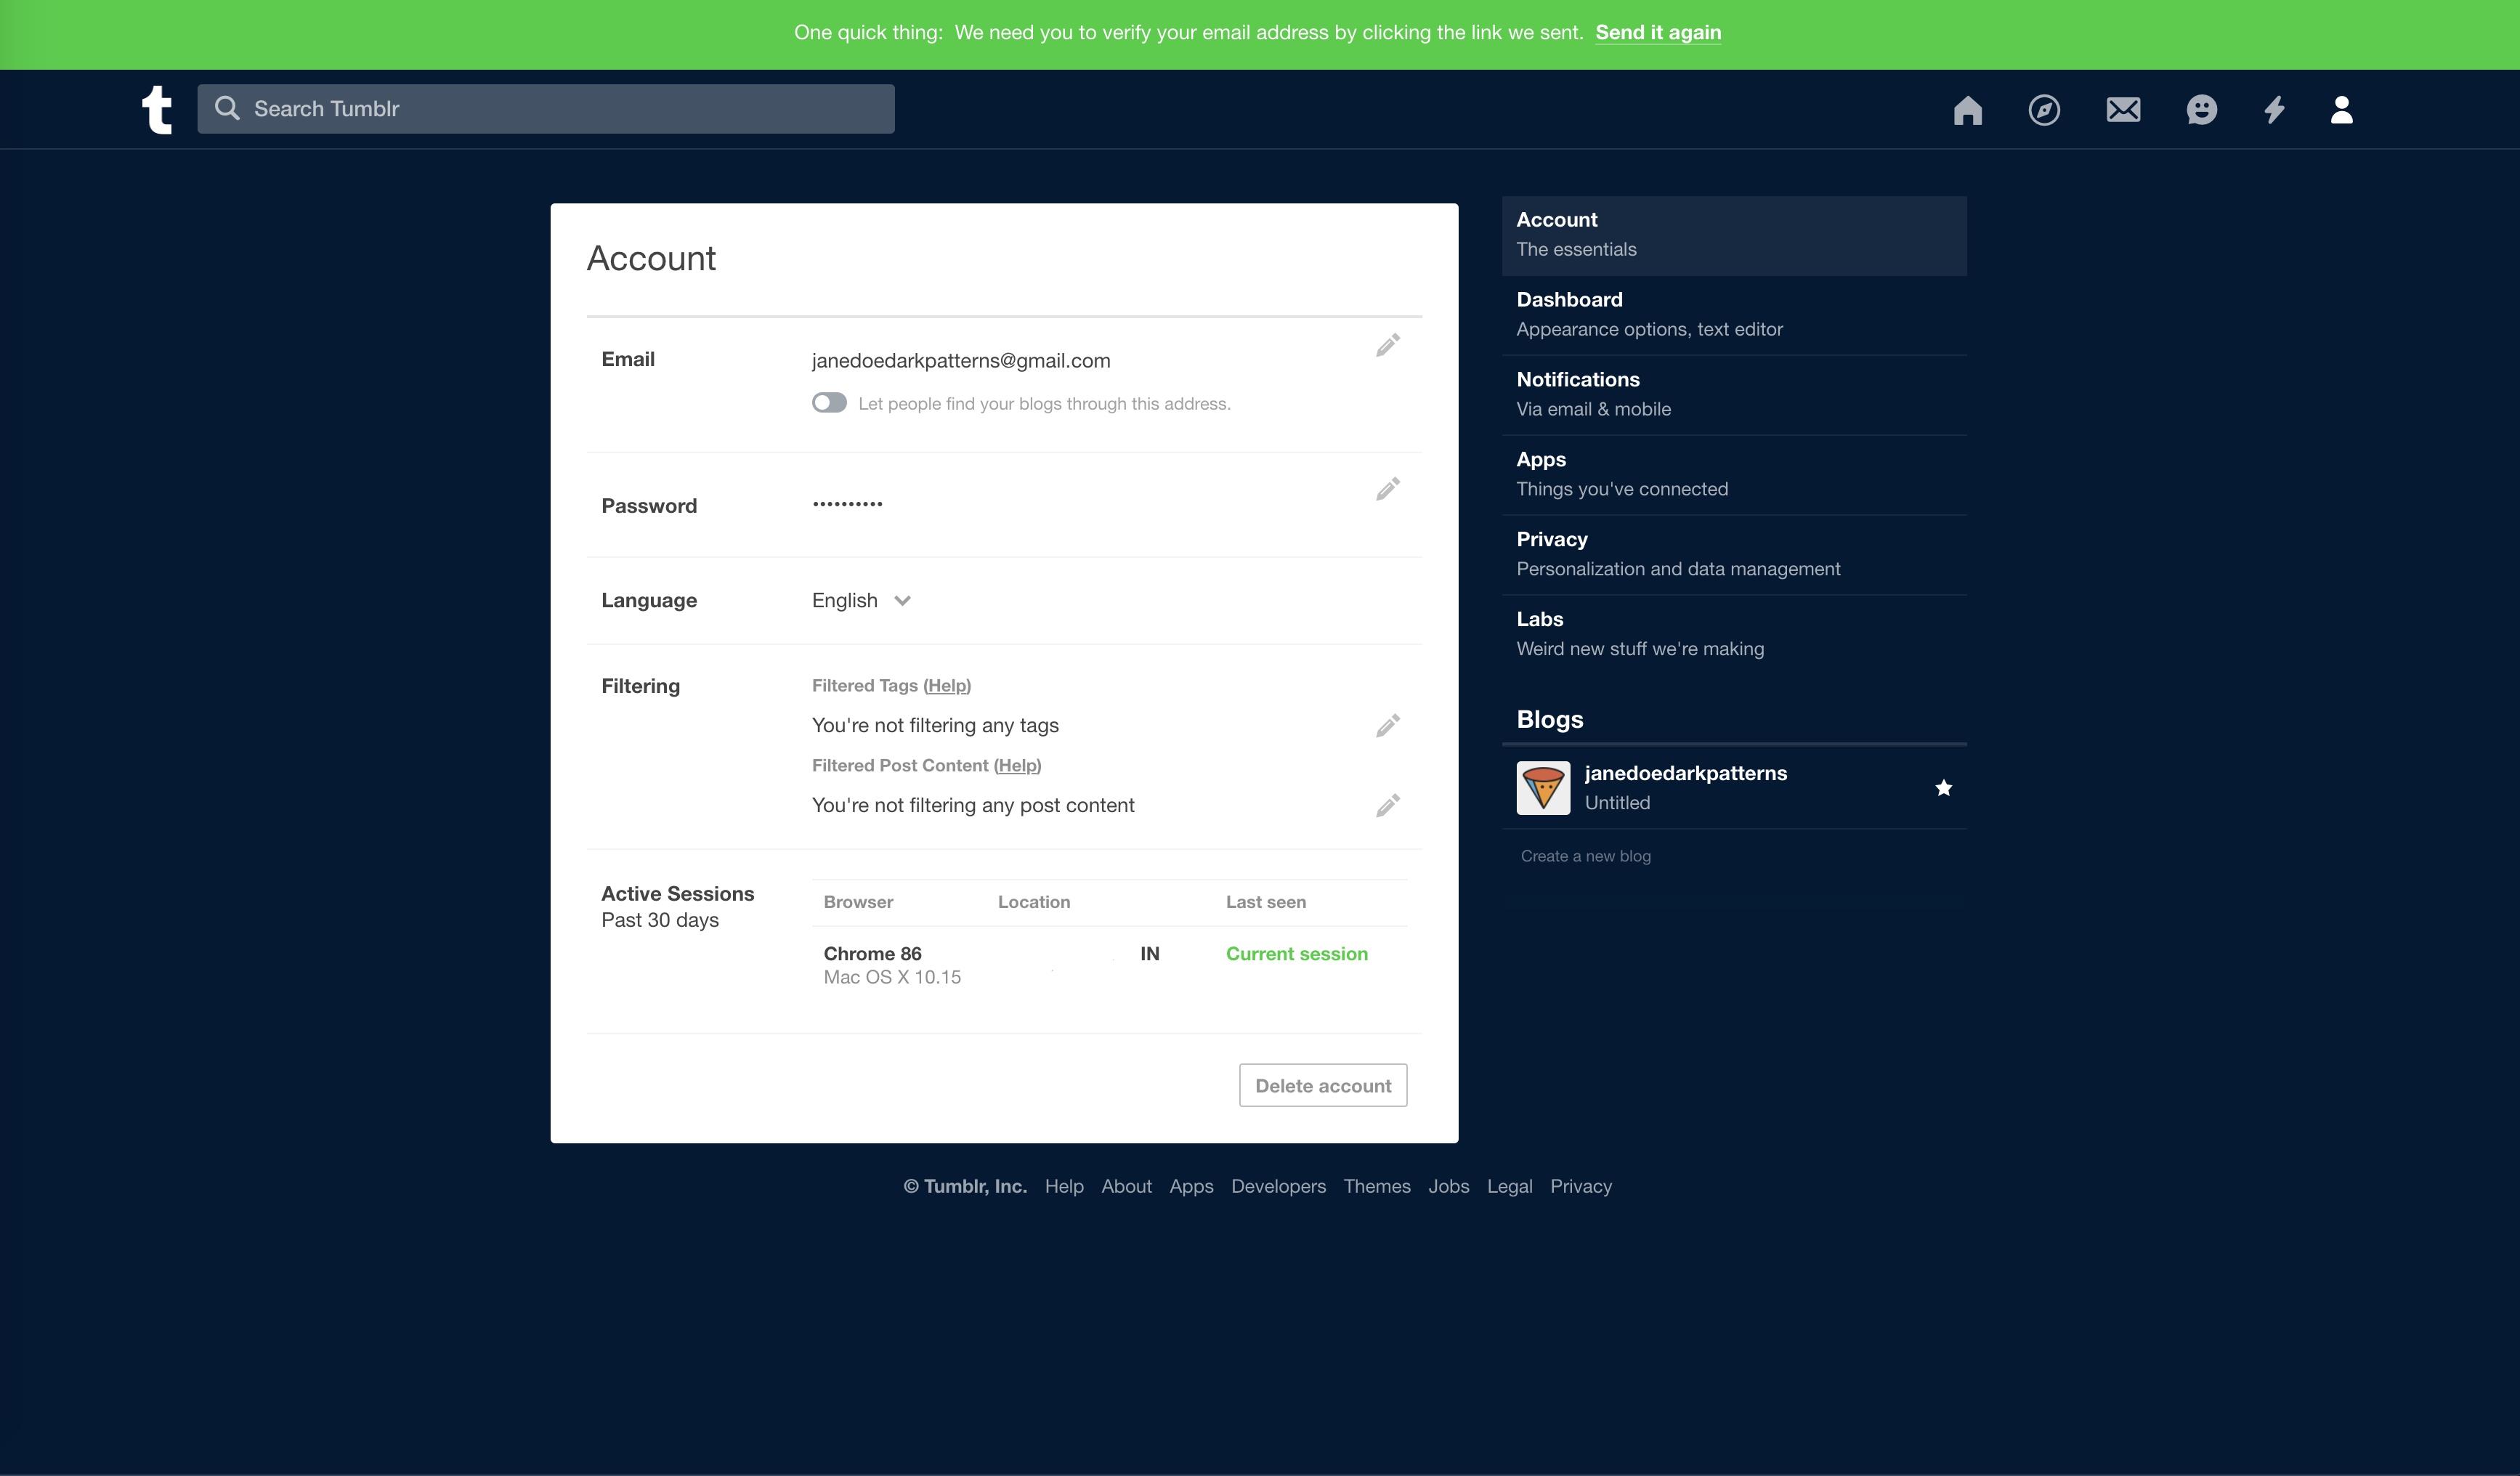 One quick thing: We need you to verify your email address by clicking the link we sent. Send it again
t
Search Tumblr
Account
Email
janedoedarkpatterns@gmail.com
Let people find your blogs through this address.
Password
••••••••••
Language
English
Filtering
Filtered Tags (Help)
You're not filtering any tags
Filtered Post Content (Help)
You're not filtering any post content
Active Sessions
Past 30 days
Browser Location Last seen
Chrome 86 IN Current session
Mac OS X 10.15
Delete account
Account
The essentials
Dashboard
Appearance options, text editor
Notifications
Via email & mobile
Apps
Things you've connected
Privacy
Personalization and data management
Labs
Weird new stuff we're making
Blogs
janedoedarkpatterns
Untitled
Create a new blog
© Tumblr, Inc. Help About Apps Developers Themes Jobs Legal Privacy